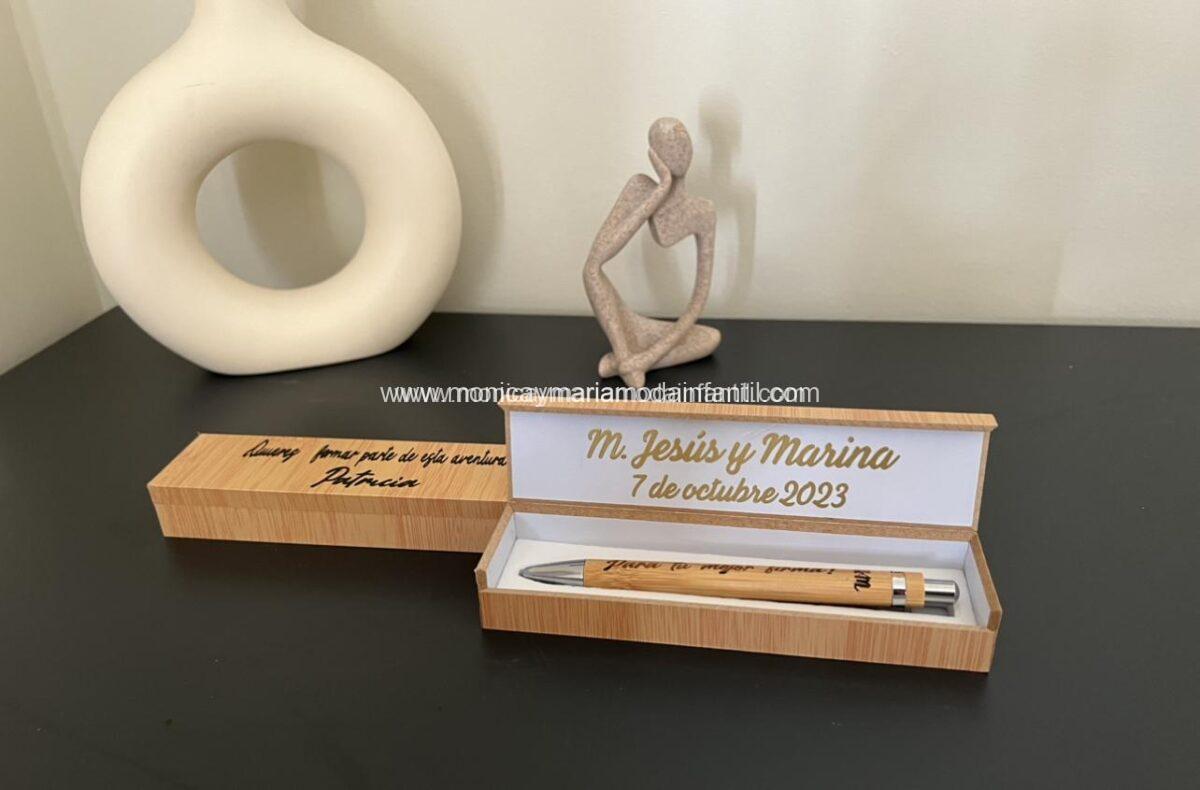 www.monicaymariamodainfantil.com
M. Jesús y Marina
7 de octubre 2023
Quieres formar parte de esta aventura
Patricia
Para tu mejor firma!